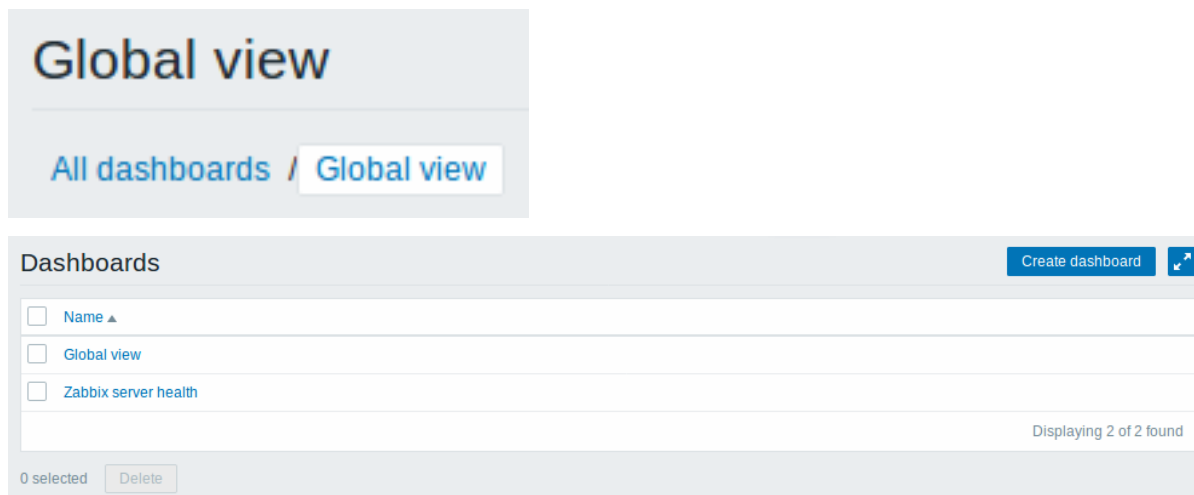 Global view
All dashboards / Global view
Dashboards
Create dashboard
Name
Global view
Zabbix server health
Displaying 2 of 2 found
0 selected Delete